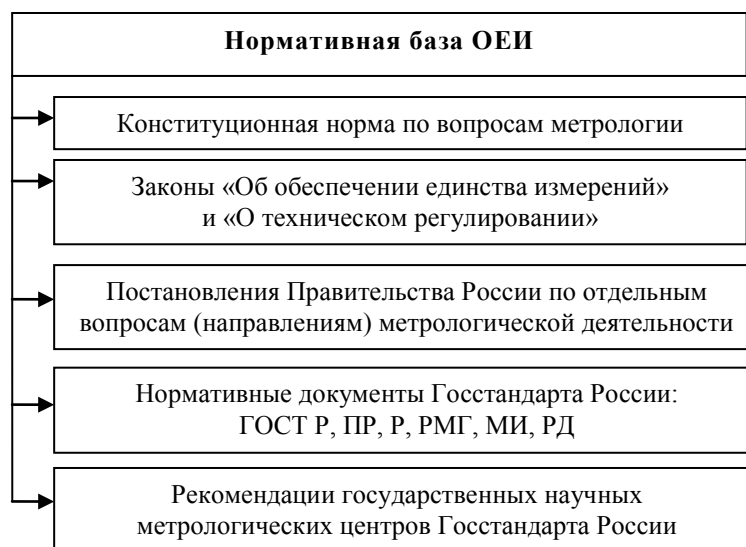 Нормативная база ОЕИ
Конституционная норма по вопросам метрологии
Законы «Об обеспечении единства измерений»
и «О техническом регулировании»
Постановления Правительства России по отдельным
вопросам (направлениям) метрологической деятельности
Нормативные документы Госстандарта России:
ГОСТ Р, ПР, Р, РМГ, МИ, РД
Рекомендации государственных научных
метрологических центров Госстандарта России